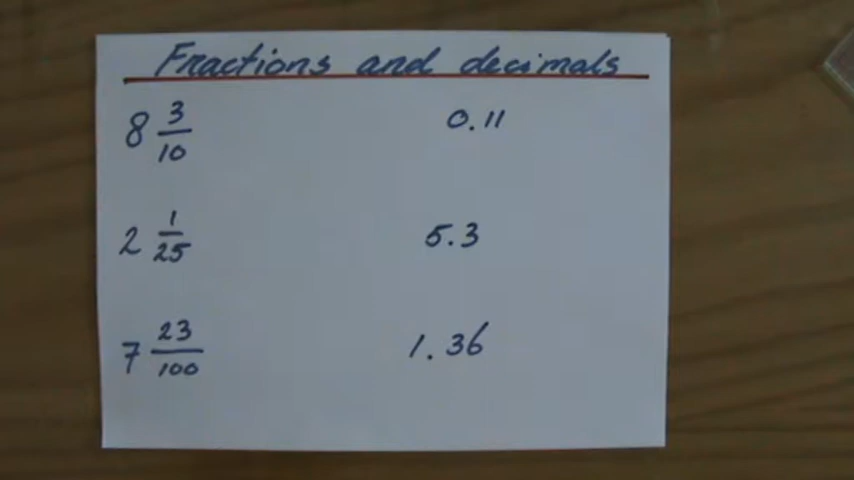 Fractions and decimals
8 3/10 0.11
2 1/25 5.3
7 23/100 1.36